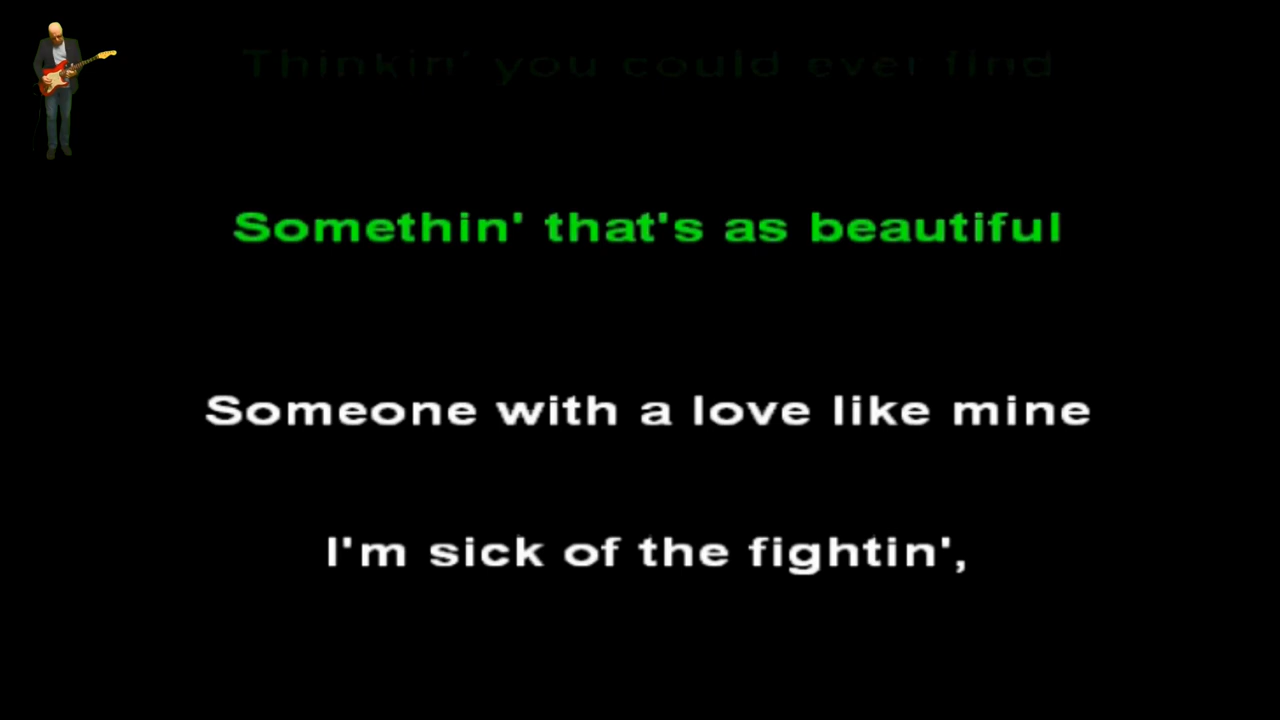 Thinkin' you could ever find
Somethin' that's as beautiful
Someone with a love like mine
I'm sick of the fightin',